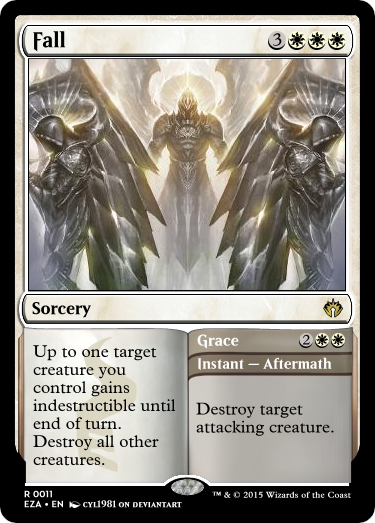 Fall 3
Sorcery
Up to one target
creature you
control gains
indestructible until
end of turn.
Destroy all other
creatures.
Grace 2
Instant — Aftermath
Destroy target
attacking creature.
R 0011
EZA • EN CYL1981 ON DEVIANTART
™ & © 2015 Wizards of the Coast